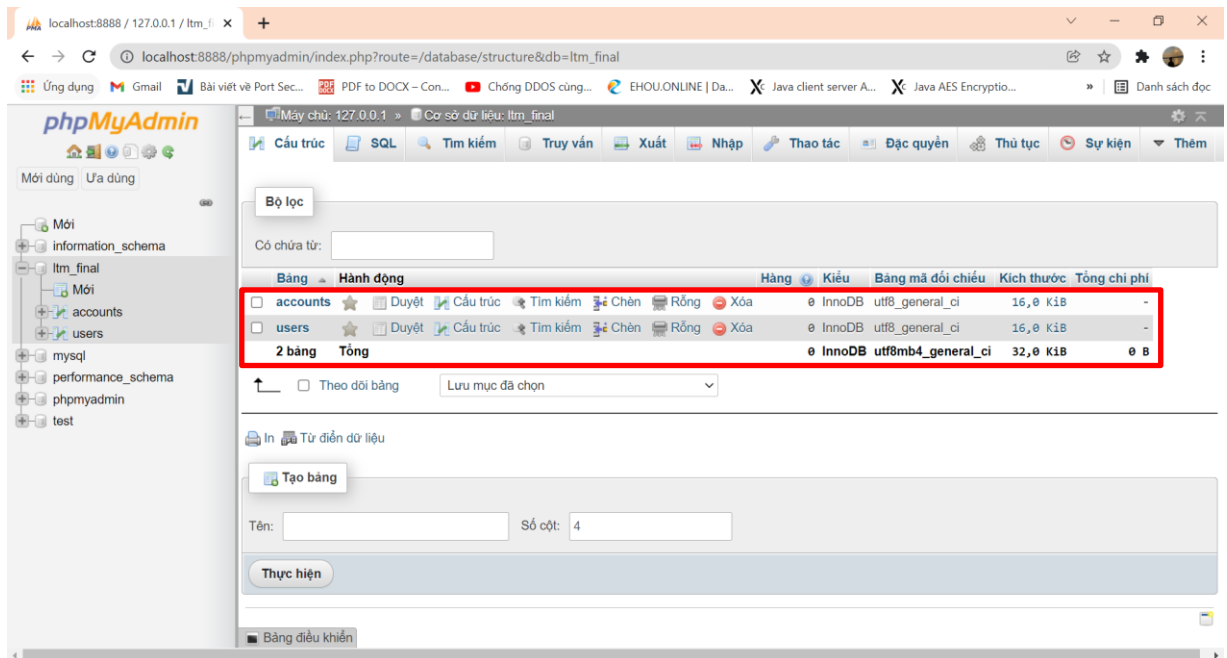 localhost:8888 / 127.0.0.1 / ltm_fi
localhost:8888/phpmyadmin/index.php?route=/database/structure&db=ltm_final
Ứng dụng Gmail Bài viết về Port Sec... PDF to DOCX – Con... Chống DDOS cùng... EHOU.ONLINE | Da... Java client server A... Java AES Encryptio... » Danh sách đọc
phpMyAdmin
Mới dùng Ưa dùng
Mới
information_schema
ltm_final
Mới
accounts
users
mysql
performance_schema
phpmyadmin
test
Máy chủ: 127.0.0.1 » Cơ sở dữ liệu: ltm_final
Cấu trúc SQL Tìm kiếm Truy vấn Xuất Nhập Thao tác Đặc quyền Thủ tục Sự kiện Thêm
Bộ lọc
Có chứa từ:
Bảng Hành động Hàng Kiểu Bảng mã đối chiếu Kích thước Tổng chi phí
accounts Duyệt Cấu trúc Tìm kiếm Chèn Rỗng Xóa 0 InnoDB utf8_general_ci 16,0 KiB -
users Duyệt Cấu trúc Tìm kiếm Chèn Rỗng Xóa 0 InnoDB utf8_general_ci 16,0 KiB -
2 bảng Tổng 0 InnoDB utf8mb4_general_ci 32,0 KiB 0 B
Theo dõi bảng Lưu mục đã chọn
In Từ điển dữ liệu
Tạo bảng
Tên: Số cột: 4
Thực hiện
Bảng điều khiển